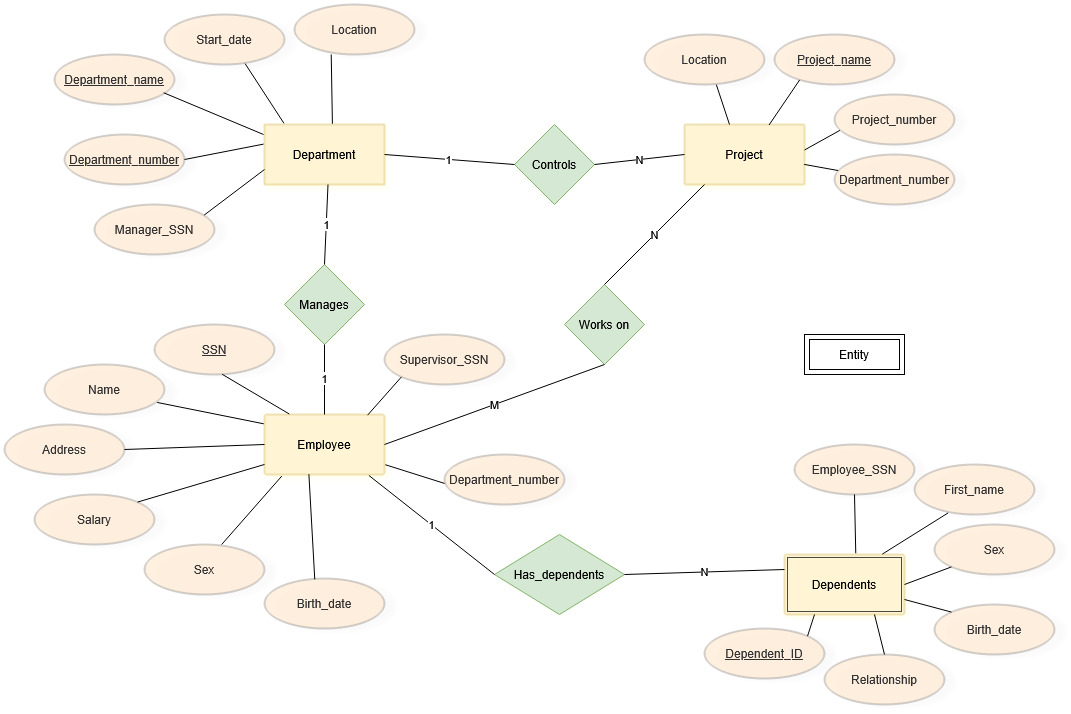 Location
Start_date
Department_name
Department_number
Manager_SSN
Department
1
Controls
N
Project
Location
Project_name
Project_number
Department_number
1
Manages
1
N
Works on
M
Entity
SSN
Supervisor_SSN
Name
Address
Salary
Sex
Birth_date
Employee
Department_number
1
Has_dependents
N
Dependents
Employee_SSN
First_name
Sex
Birth_date
Relationship
Dependent_ID